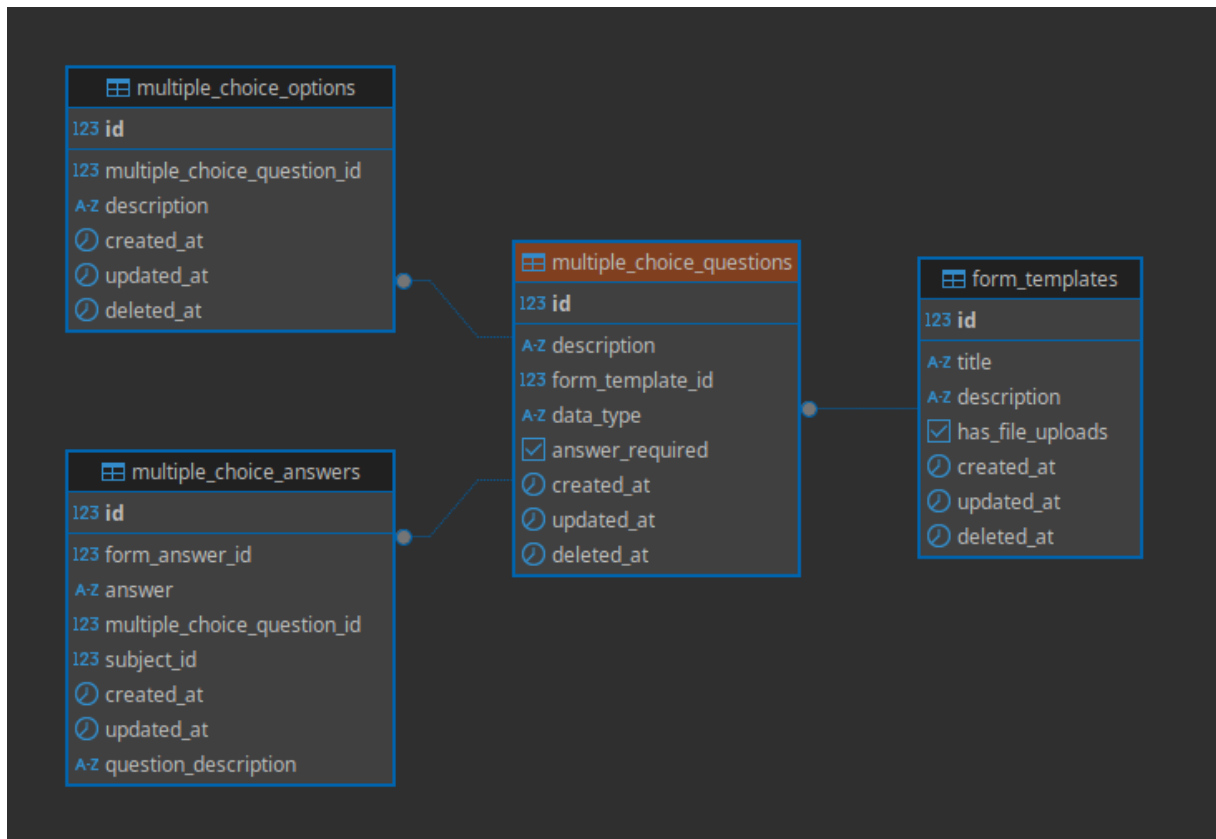 multiple_choice_options
123 id
123 multiple_choice_question_id
A-Z description
created_at
updated_at
deleted_at
multiple_choice_questions
123 id
A-Z description
123 form_template_id
A-Z data_type
answer_required
created_at
updated_at
deleted_at
form_templates
123 id
A-Z title
A-Z description
has_file_uploads
created_at
updated_at
deleted_at
multiple_choice_answers
123 id
123 form_answer_id
A-Z answer
123 multiple_choice_question_id
123 subject_id
created_at
updated_at
A-Z question_description